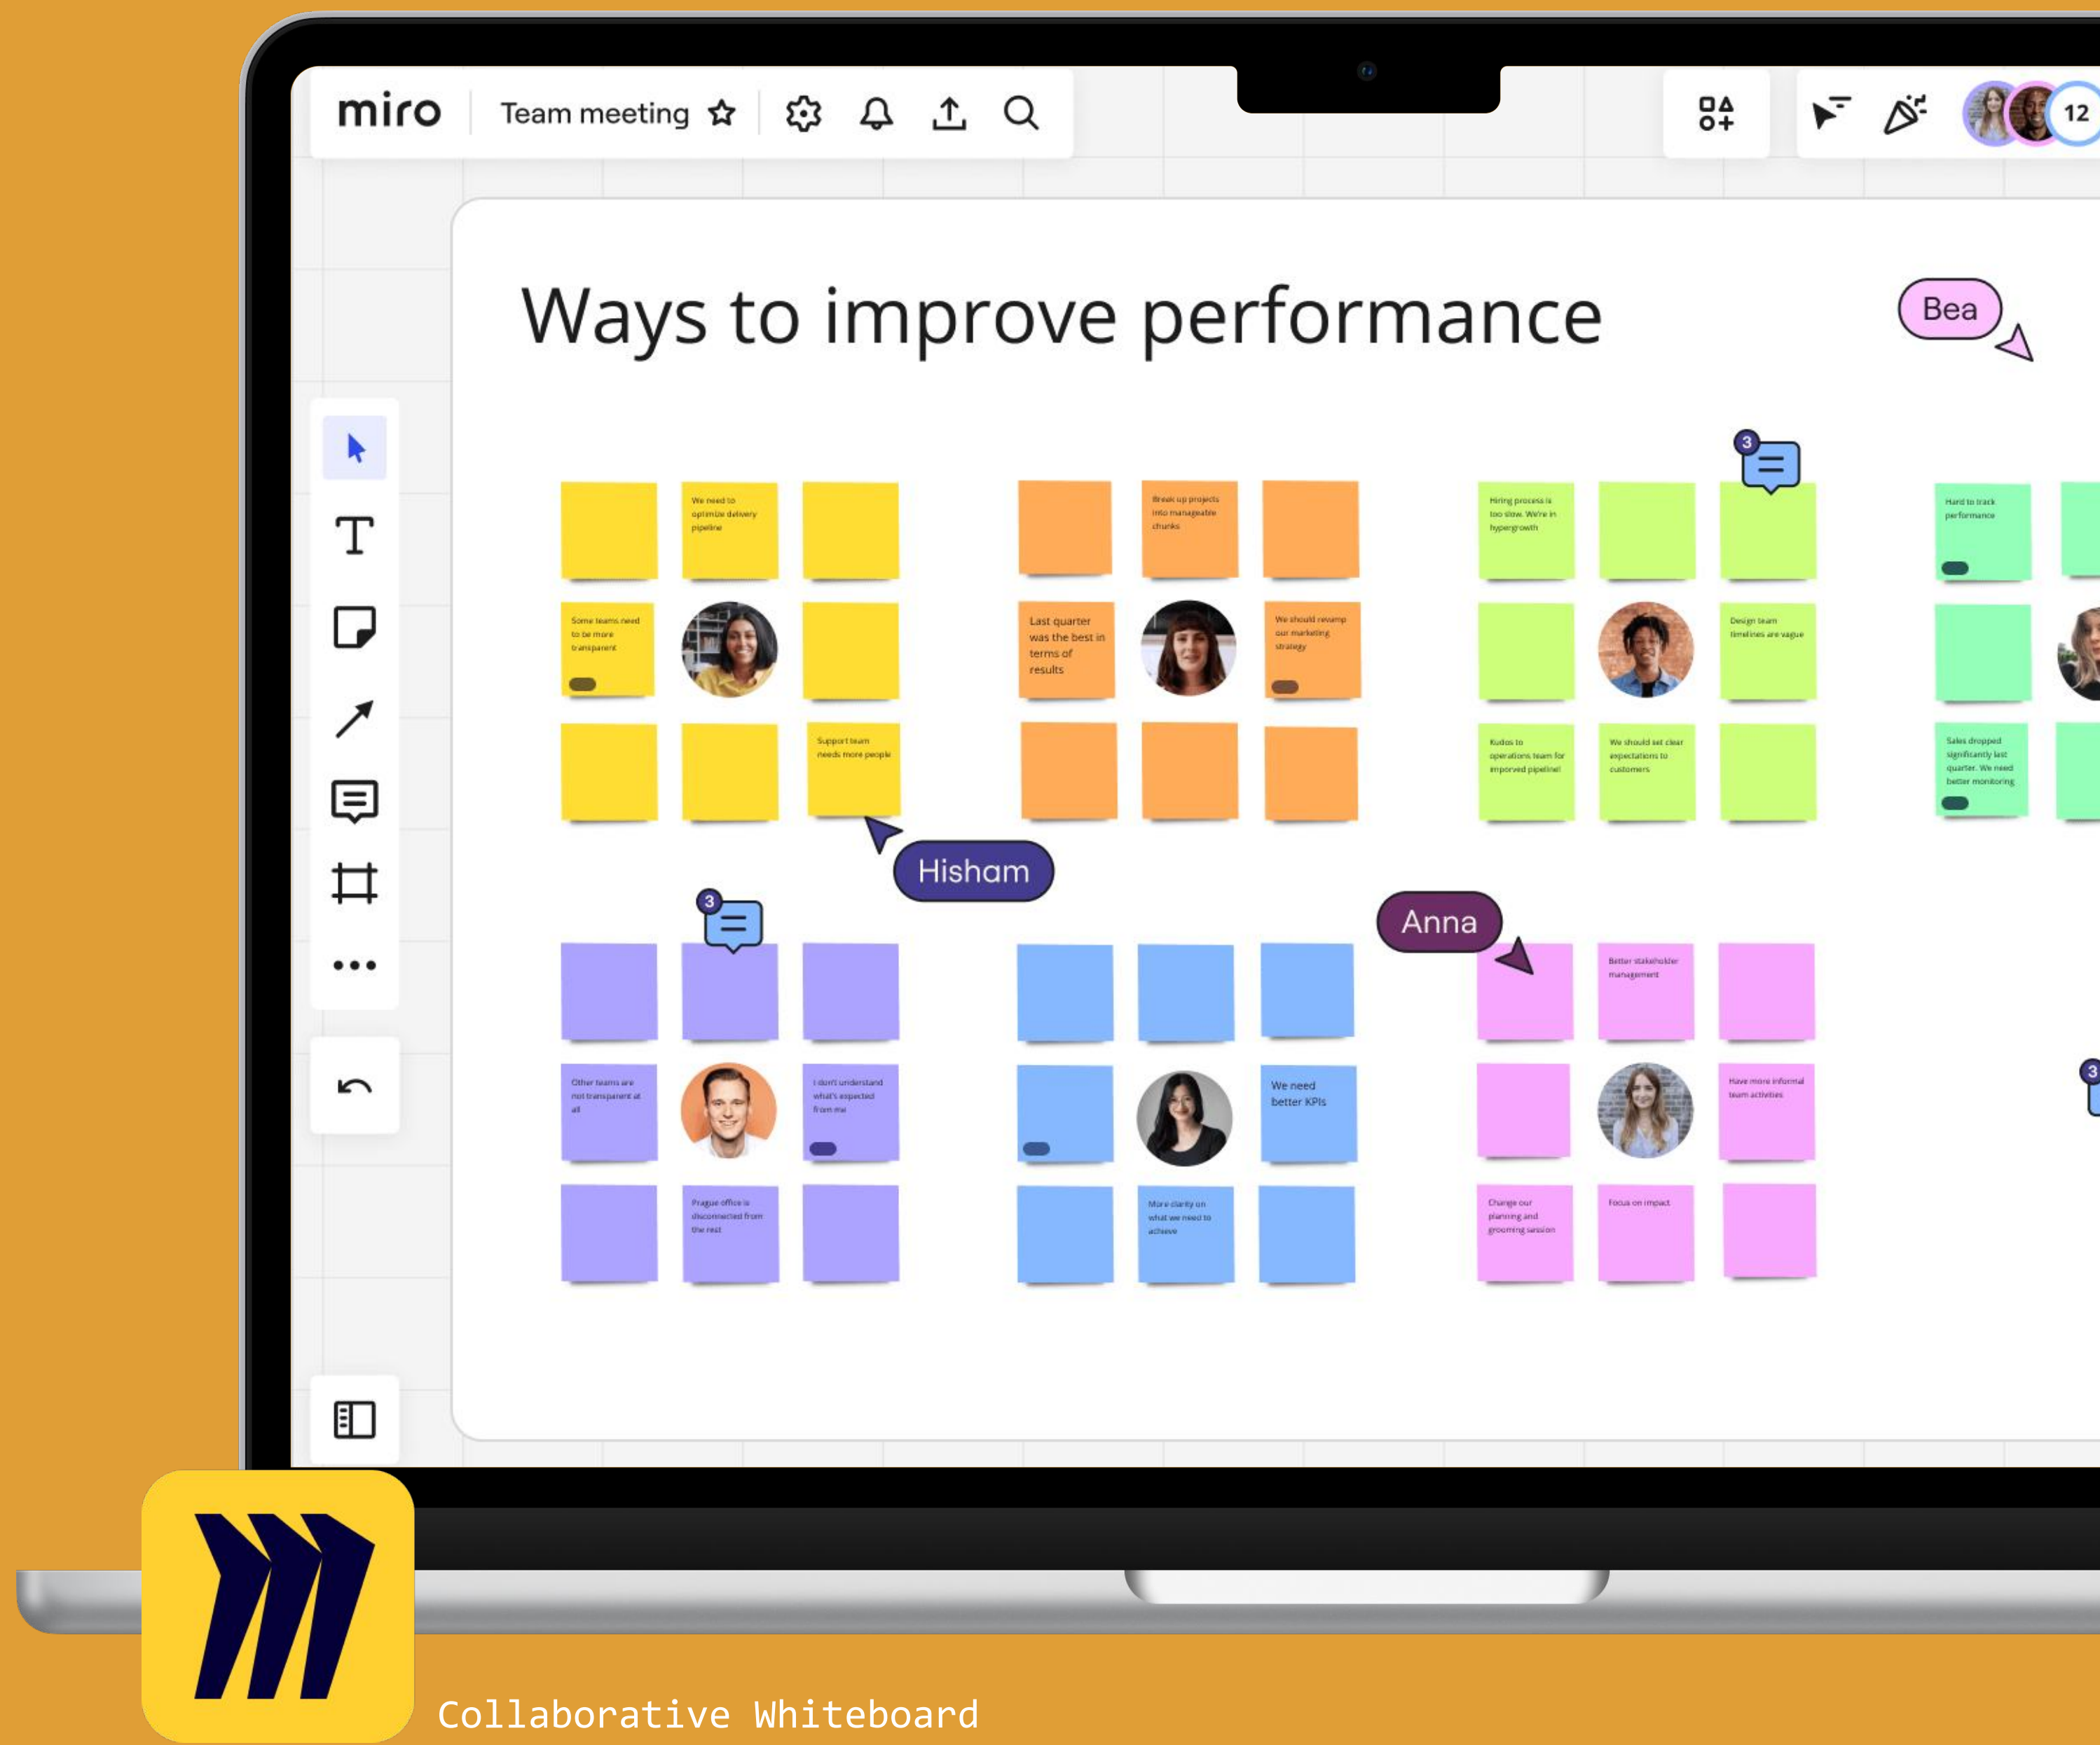 miro
Team meeting
12
Ways to improve performance
Bea
3
We need to
optimize delivery
pipeline
Some teams need
to be more
transparent
Support team
needs more people
Break up projects
into manageable
chunks
Last quarter
was the best in
terms of
results
We should revamp
our marketing
strategy
Hiring process is
too slow. We're in
hypergrowth
Design team
timelines are vague
Kudos to
operations team for
imporved pipeline!
We should set clear
expectations to
customers
Hard to track
performance
Sales dropped
significantly last
quarter. We need
better monitoring
Hisham
Anna
3
Other teams are
not transparent at
all
I don't understand
what's expected
from me
Prague office is
disconnected from
the rest
We need
better KPIs
More clarity on
what we need to
achieve
Better stakeholder
management
Have more informal
team activities
Change our
planning and
grooming session
Focus on impact
3
Collaborative Whiteboard